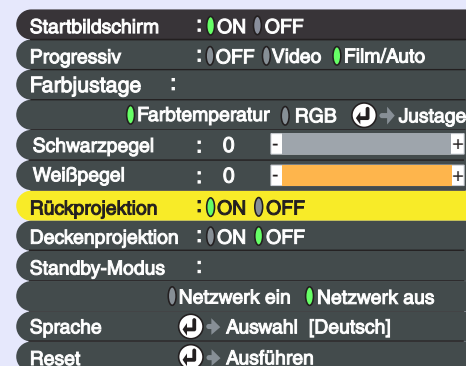 Startbildschirm : ON OFF
Progressiv : OFF Video Film/Auto
Farbjustage :
Farbtemperatur RGB Justage
Schwarzpegel : 0 - +
Weißpegel : 0 - +
Rückprojektion : ON OFF
Deckenprojektion : ON OFF
Standby-Modus :
Netzwerk ein Netzwerk aus
Sprache Auswahl [Deutsch]
Reset Ausführen